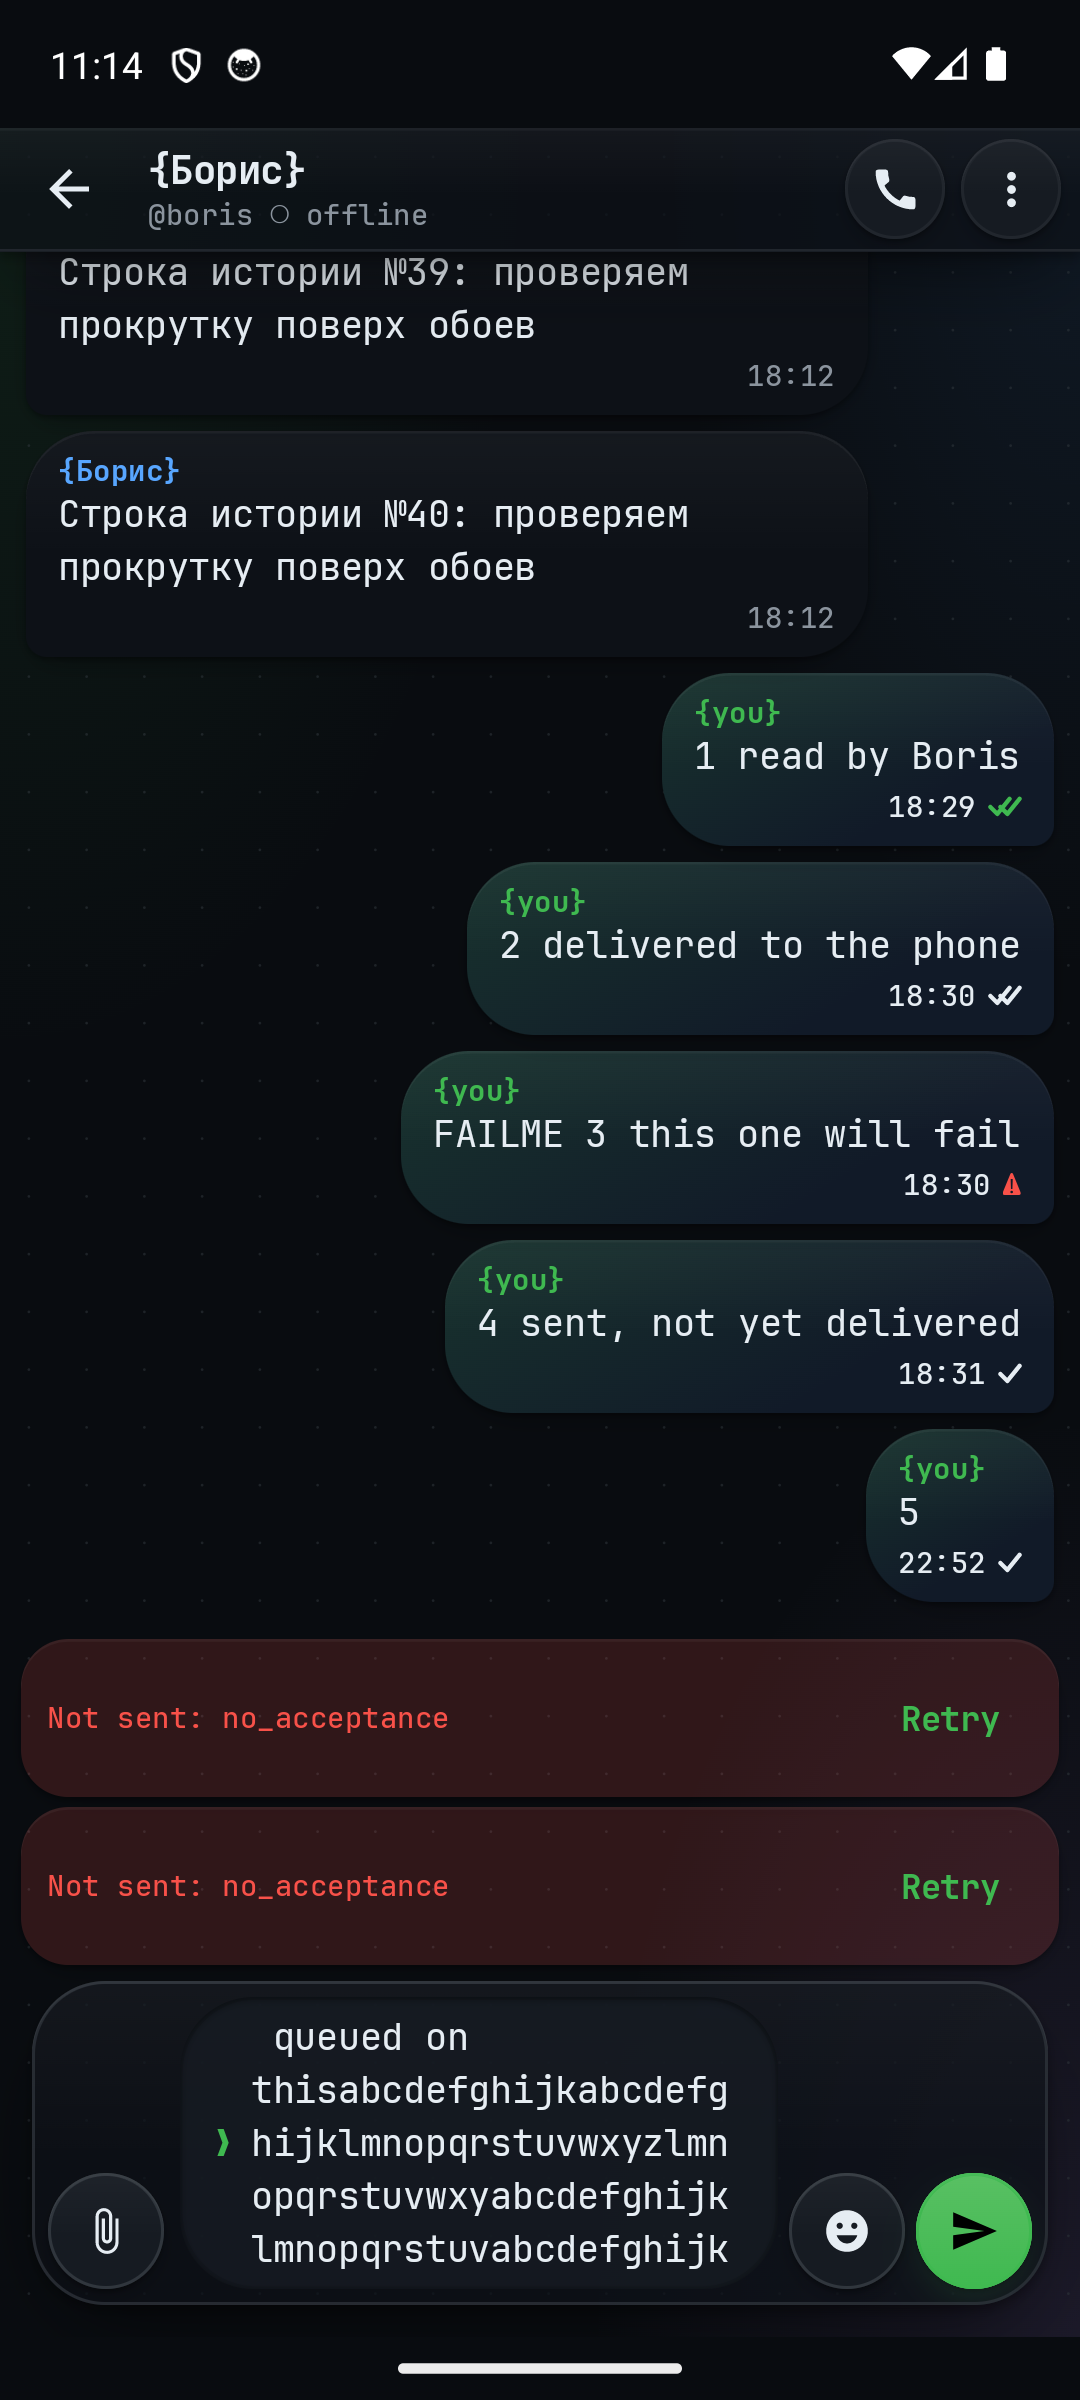 11:14
{Борис}
@boris ○ offline
Строка истории №39: проверяем
прокрутку поверх обоев
18:12
{Борис}
Строка истории №40: проверяем
прокрутку поверх обоев
18:12
{you}
1 read by Boris
18:29
{you}
2 delivered to the phone
18:30
{you}
FAILME 3 this one will fail
18:30
{you}
4 sent, not yet delivered
18:31
{you}
5
22:52
Not sent: no_acceptance
Retry
Not sent: no_acceptance
Retry
queued on
thisabcdefghijkabcdefg
❯ hijklmnopqrstuvwxyzlmn
opqrstuvwxyabcdefghijk
lmnopqrstuvabcdefghijk